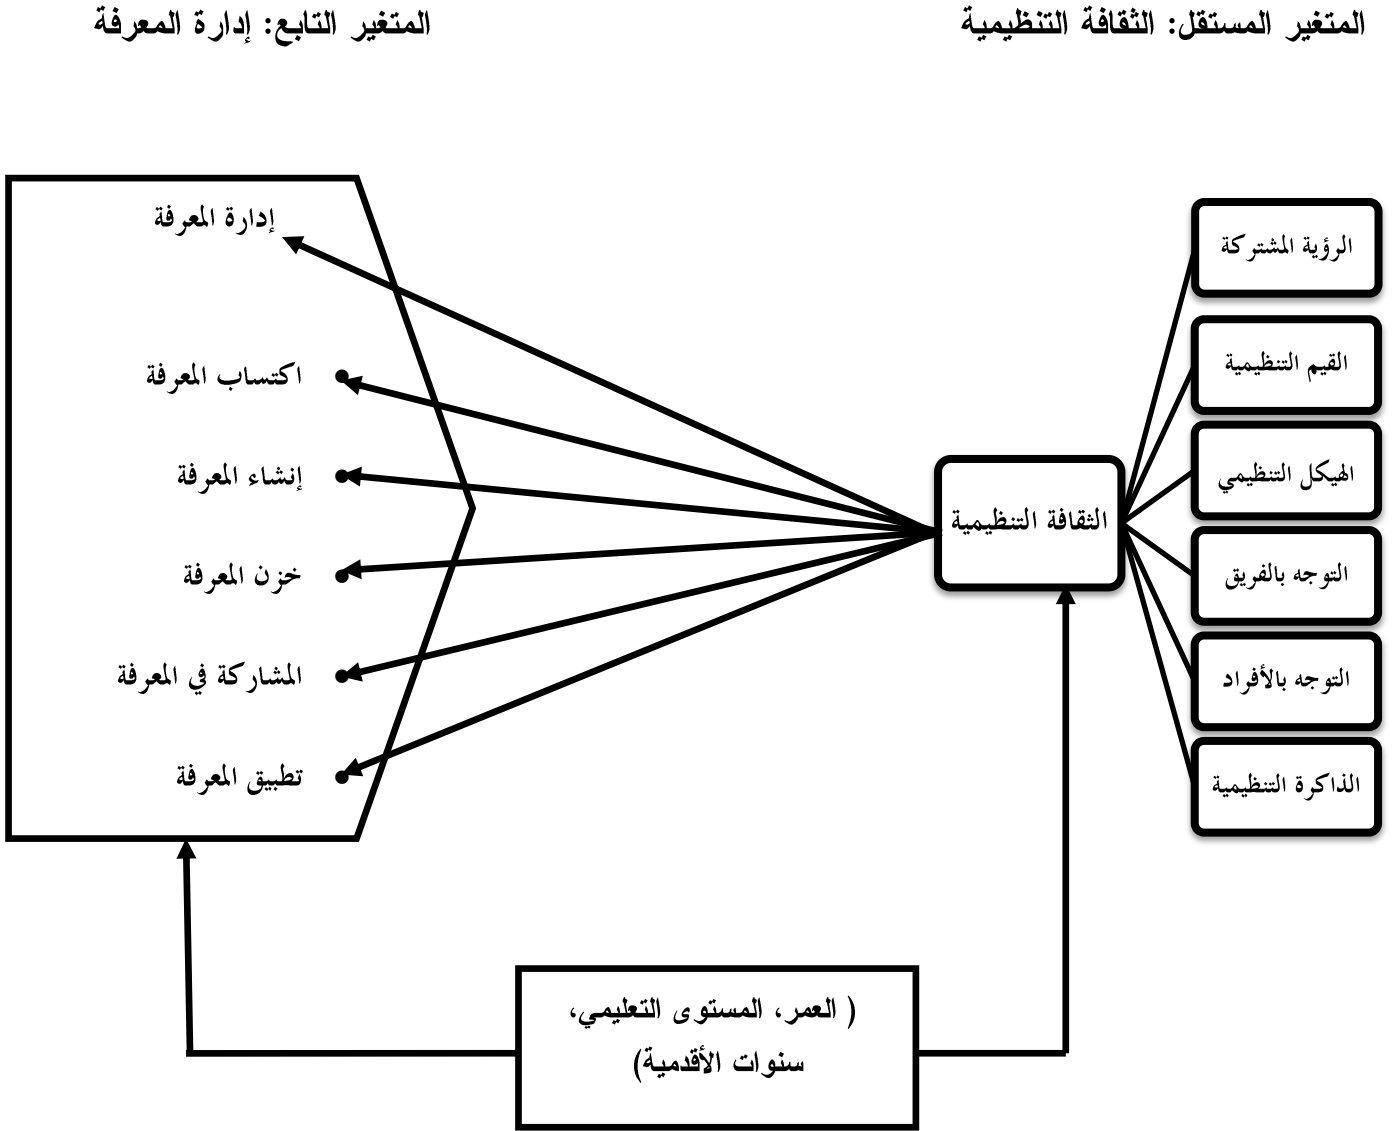 المتغير المستقل: الثقافة التنظيمية
المتغير التابع: إدارة المعرفة
الرؤية المشتركة
القيم التنظيمية
الهيكل التنظيمي
التوجه بالفريق
التوجه بالأفراد
الذاكرة التنظيمية
الثقافة التنظيمية
إدارة المعرفة
اكتساب المعرفة
إنشاء المعرفة
خزن المعرفة
المشاركة في المعرفة
تطبيق المعرفة
( العمر، المستوى التعليمي،
سنوات الأقدمية)